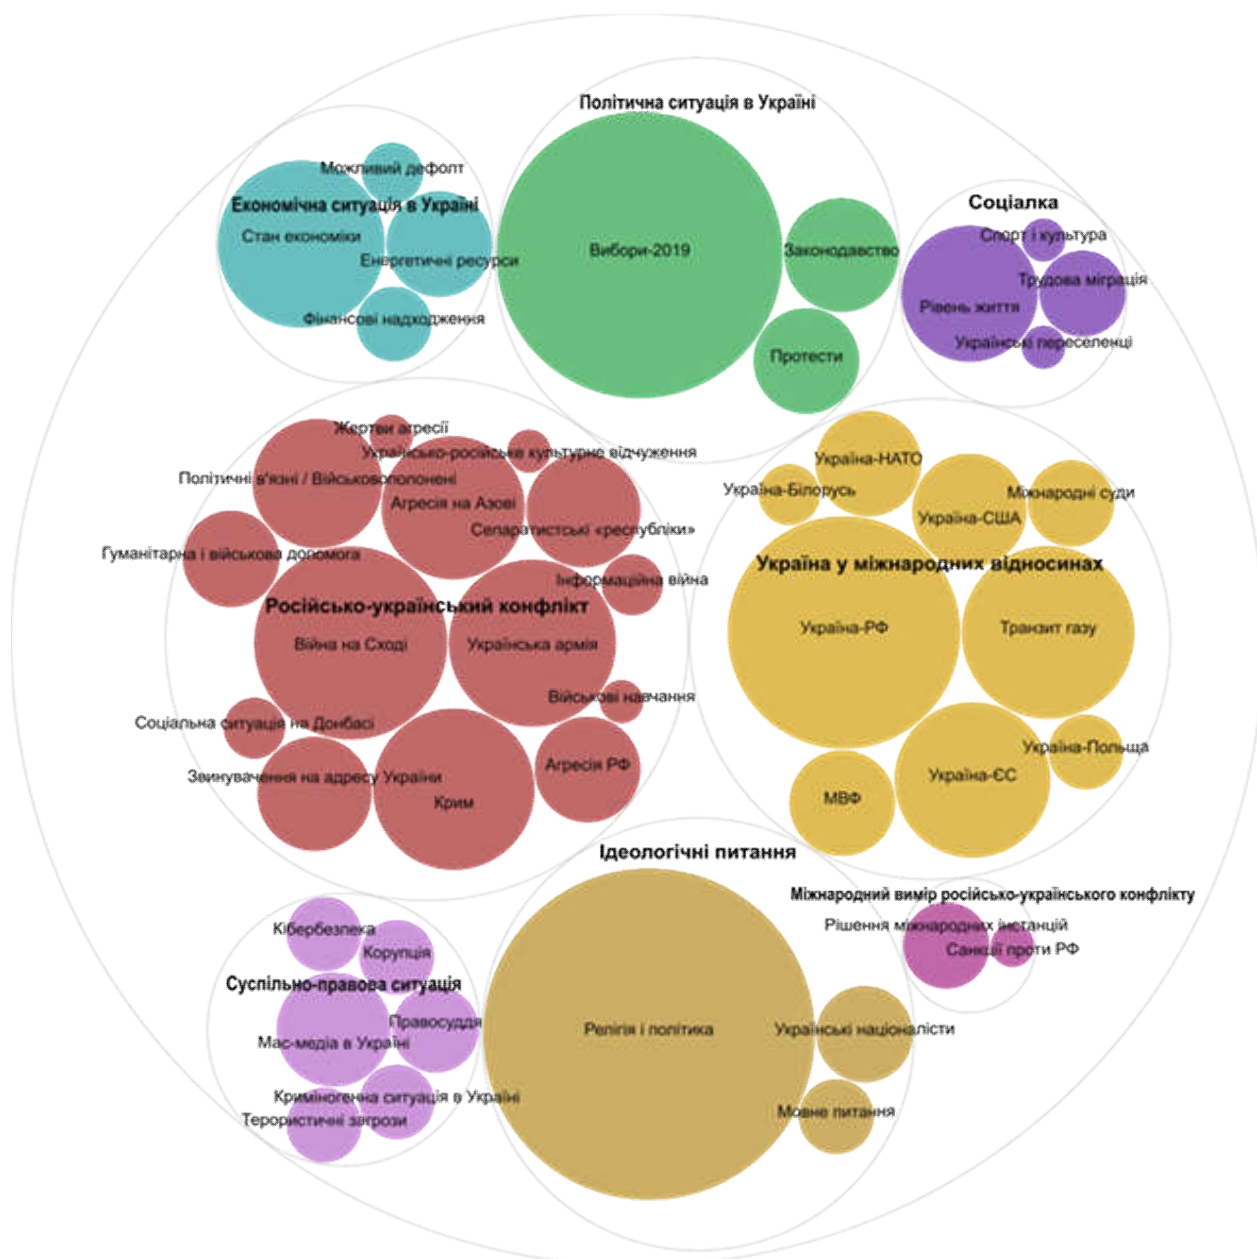 Політична ситуація в Україні
Вибори-2019
Законодавство
Протести
Можливий дефолт
Економічна ситуація в Україні
Стан економіки
Енергетичні ресурси
Фінансові надходження
Соціалка
Спорт і культура
Трудова міграція
Рівень життя
Українські переселенці
Жертви агресії
Українсько-російське культурне відчуження
Політичні в'язні / Військовополонені
Агресія на Азові
Сепаратистські «республіки»
Гуманітарна і військова допомога
Інформаційна війна
Російсько-український конфлікт
Війна на Сході
Українська армія
Військові навчання
Соціальна ситуація на Донбасі
Звинувачення на адресу України
Агресія РФ
Крим
Україна-НАТО
Україна-Білорусь
Міжнародні суди
Україна-США
Україна у міжнародних відносинах
Україна-РФ
Транзит газу
Україна-Польща
Україна-ЄС
МВФ
Ідеологічні питання
Релігія і політика
Українські націоналісти
Мовне питання
Міжнародний вимір російсько-українського конфлікту
Рішення міжнародних інстанцій
Санкції проти РФ
Кібербезпека
Корупція
Суспільно-правова ситуація
Правосуддя
Мас-медіа в Україні
Криміногенна ситуація в Україні
Терористичні загрози